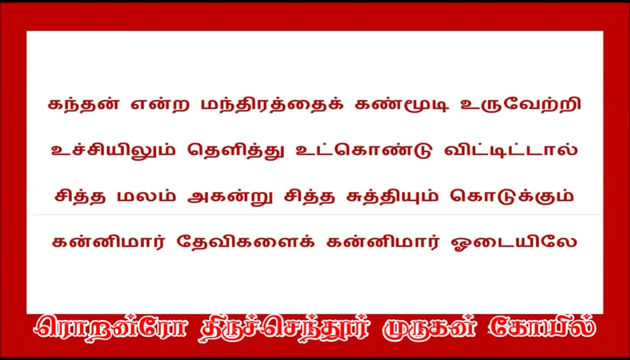 கந்தன் என்ற மந்திரத்தைக் கண்மூடி உருவேற்றி
உச்சியிலும் தெளித்து உட்கொண்டு விட்டிட்டால்
சித்த மலம் அகன்று சித்த சுத்தியும் கொடுக்கும்
கன்னிமார் தேவிகளைக் கன்னிமார் ஓடையிலே
ரொறன்ரோ திருச்செந்தூர் முருகன் கோயில்